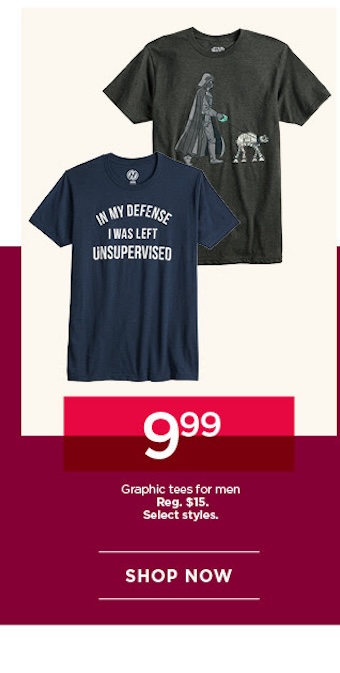 IN MY DEFENSE
I WAS LEFT
UNSUPERVISED
9.99
Graphic tees for men
Reg. $15.
Select styles.
SHOP NOW